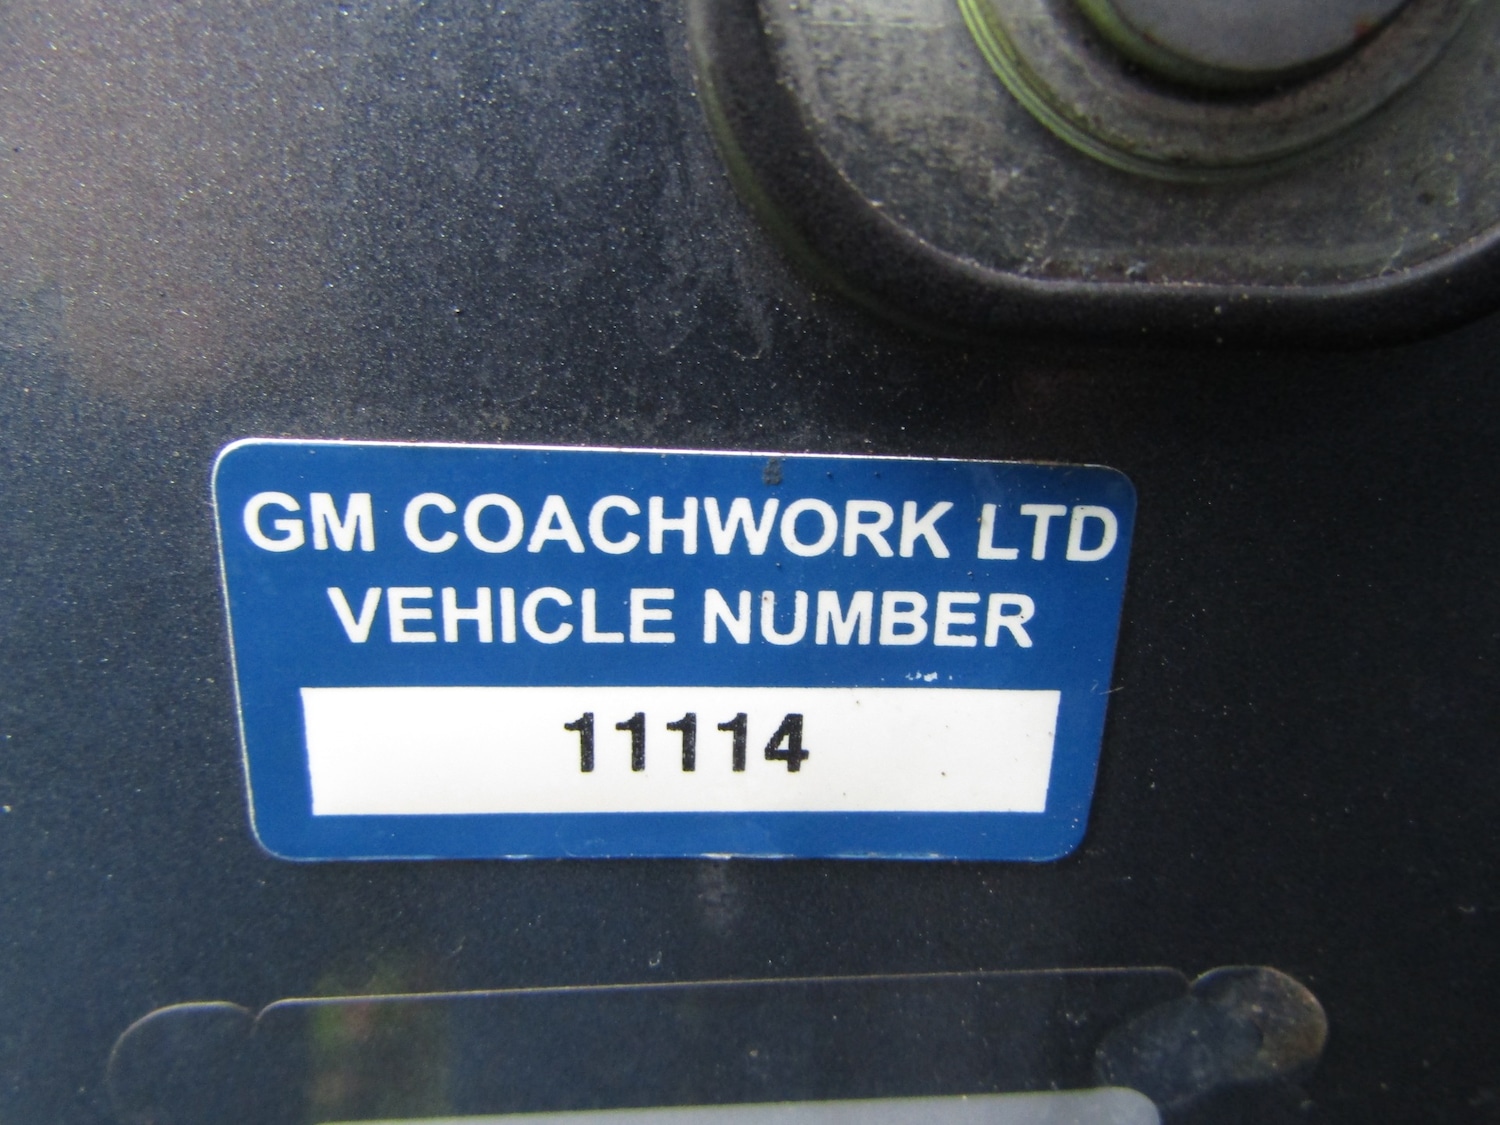 GM COACHWORK LTD
VEHICLE NUMBER
11114